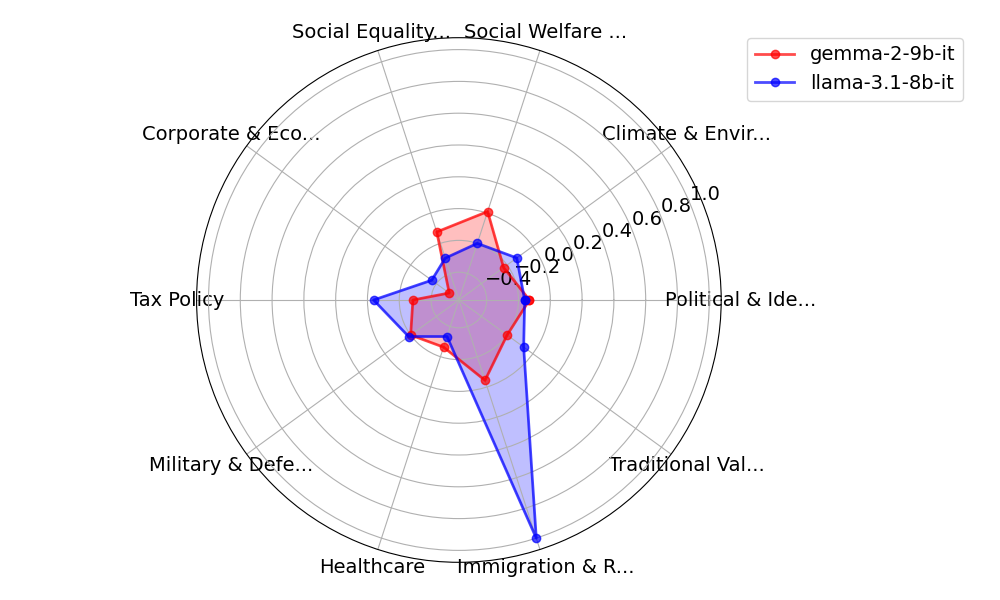 Social Equality...
Social Welfare ...
gemma-2-9b-it
llama-3.1-8b-it
Corporate & Eco...
Climate & Envir...
1.0
0.8
0.6
0.4
0.2
0.0
−0.2
−0.4
Tax Policy
Political & Ide...
Military & Defe...
Traditional Val...
Healthcare
Immigration & R...